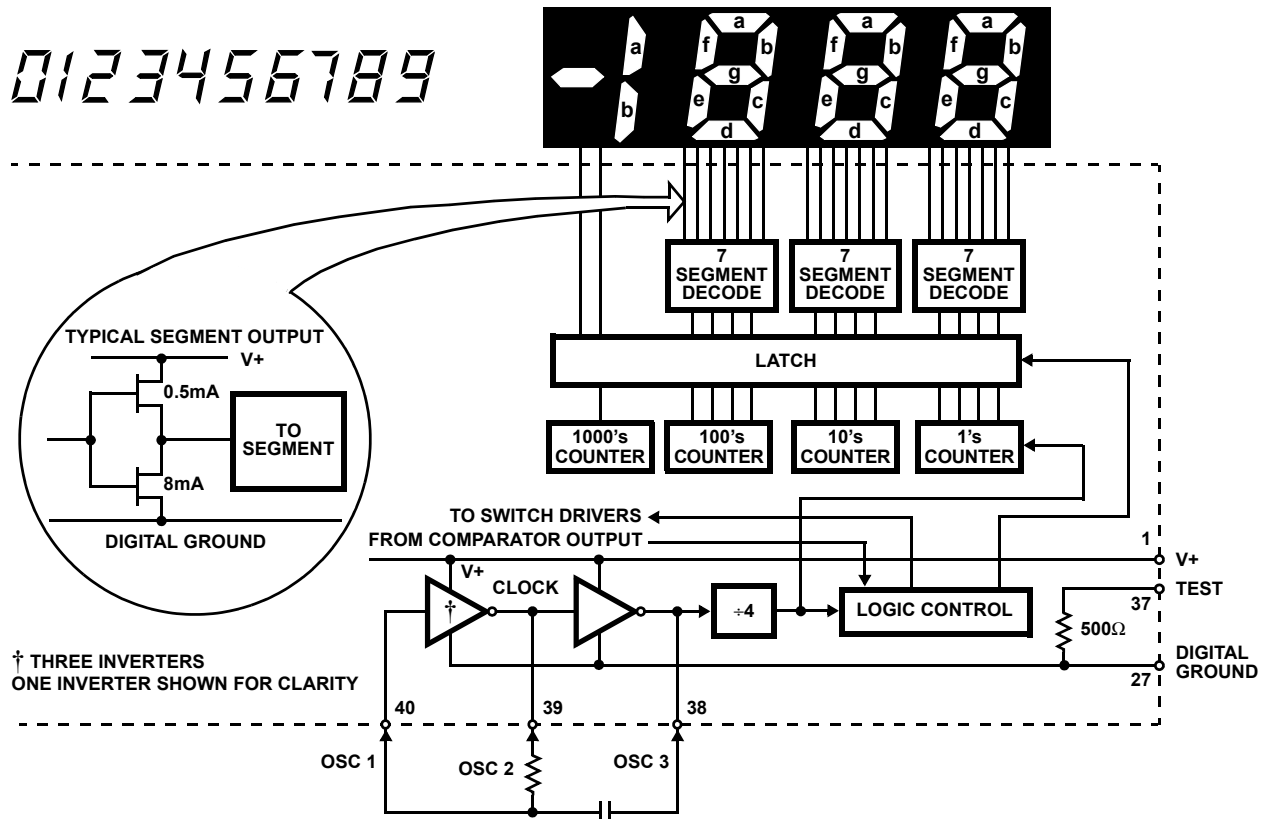 0123456789
a
b
a
f b
g
e c
d
a
f b
g
e c
d
a
f b
g
e c
d
7
SEGMENT
DECODE
7
SEGMENT
DECODE
7
SEGMENT
DECODE
TYPICAL SEGMENT OUTPUT
V+
0.5mA
TO
SEGMENT
8mA
DIGITAL GROUND
LATCH
1000's
COUNTER
100's
COUNTER
10's
COUNTER
1's
COUNTER
TO SWITCH DRIVERS
FROM COMPARATOR OUTPUT
1
V+
V+
CLOCK
TEST
37
†
÷4
LOGIC CONTROL
500Ω
† THREE INVERTERS
ONE INVERTER SHOWN FOR CLARITY
DIGITAL
GROUND
27
40
39
38
OSC 1
OSC 2
OSC 3